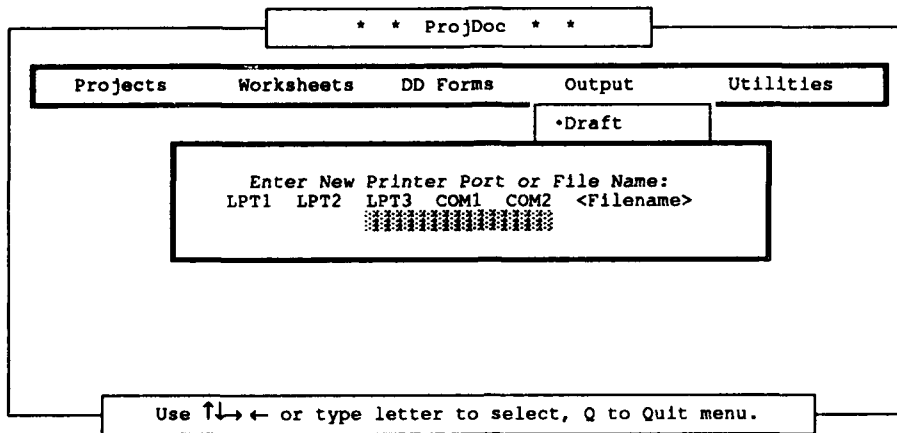 * * ProjDoc * *
Projects Worksheets DD Forms Output Utilities
•Draft
Enter New Printer Port or File Name:
LPT1 LPT2 LPT3 COM1 COM2 <Filename>
Use ↑↓→ ← or type letter to select, Q to Quit menu.